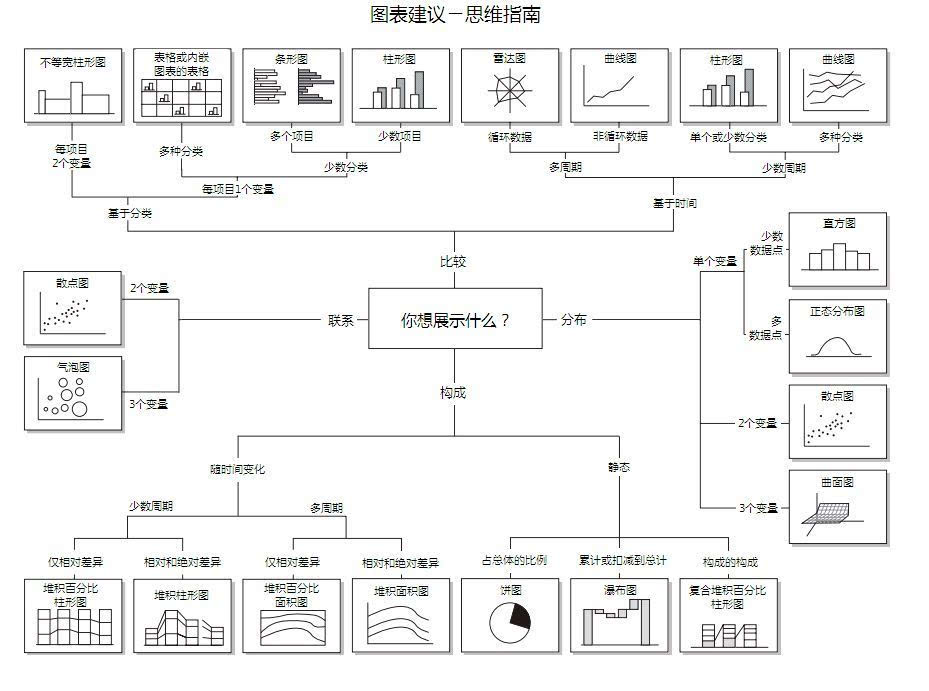 图表建议－思维指南
不等宽柱形图
表格或内嵌
图表的表格
条形图
柱形图
雷达图
曲线图
柱形图
曲线图
每项目
2个变量
多种分类
多个项目
少数项目
循环数据
非循环数据
单个或少数分类
多种分类
少数分类
多周期
少数周期
每项目1个变量
基于分类
基于时间
比较
散点图
2个变量
气泡图
3个变量
联系
你想展示什么？
分布
单个变量
少数
数据点
直方图
多
数据点
正态分布图
2个变量
散点图
3个变量
曲面图
构成
随时间变化
静态
少数周期
多周期
仅相对差异
相对和绝对差异
仅相对差异
相对和绝对差异
占总体的比例
累计或扣减到总计
构成的构成
堆积百分比
柱形图
堆积柱形图
堆积百分比
面积图
堆积面积图
饼图
瀑布图
复合堆积百分比
柱形图